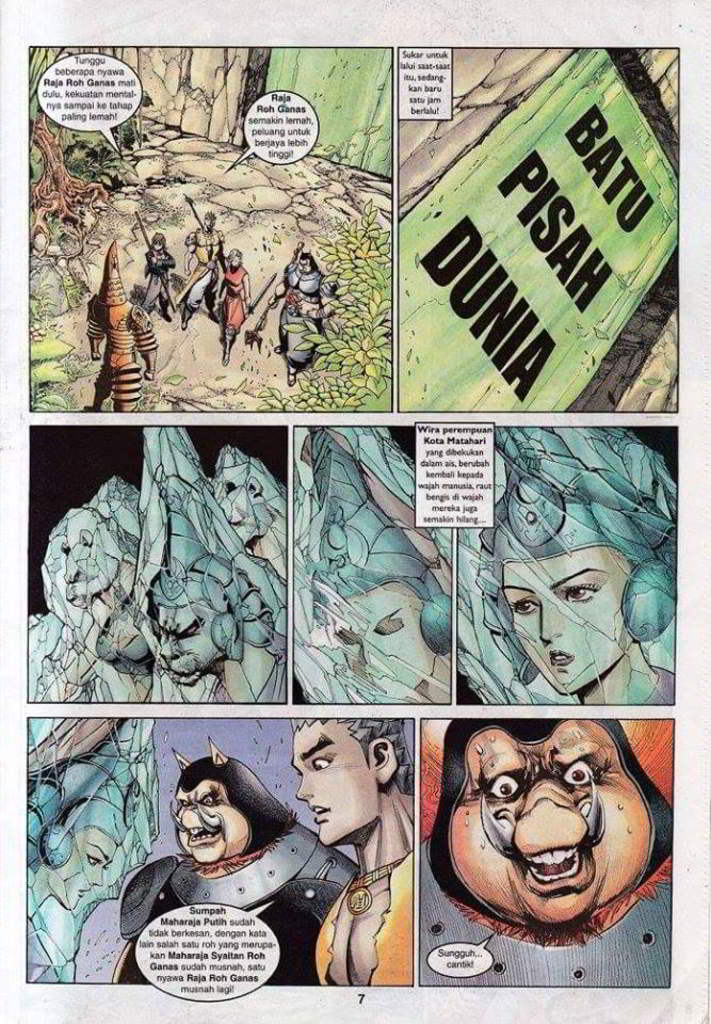 Tunggu
beberapa nyawa
Raja Roh Ganas mati
dulu, kekuatan mental-
nya sampai ke tahap
paling lemah!
Raja
Roh Ganas
semakin lemah,
peluang untuk
berjaya lebih
tinggi!
Sukar untuk
lalui saat-saat
itu, sedang-
kan baru
satu jam
berlalu!
BATU
PISAH
DUNIA
Wira perempuan
Kota Matahari
yang dibekukan
dalam ais, berubah
kembali kepada
wajah manusia, raut
bengis di wajah
mereka juga
semakin hilang....
Sumpah
Maharaja Putih sudah
tidak berkesan, dengan kata
lain salah satu roh yang merupa-
kan Maharaja Syaitan Roh
Ganas sudah musnah, satu
nyawa Raja Roh Ganas
musnah lagi!
Sungguh...
cantik!
7